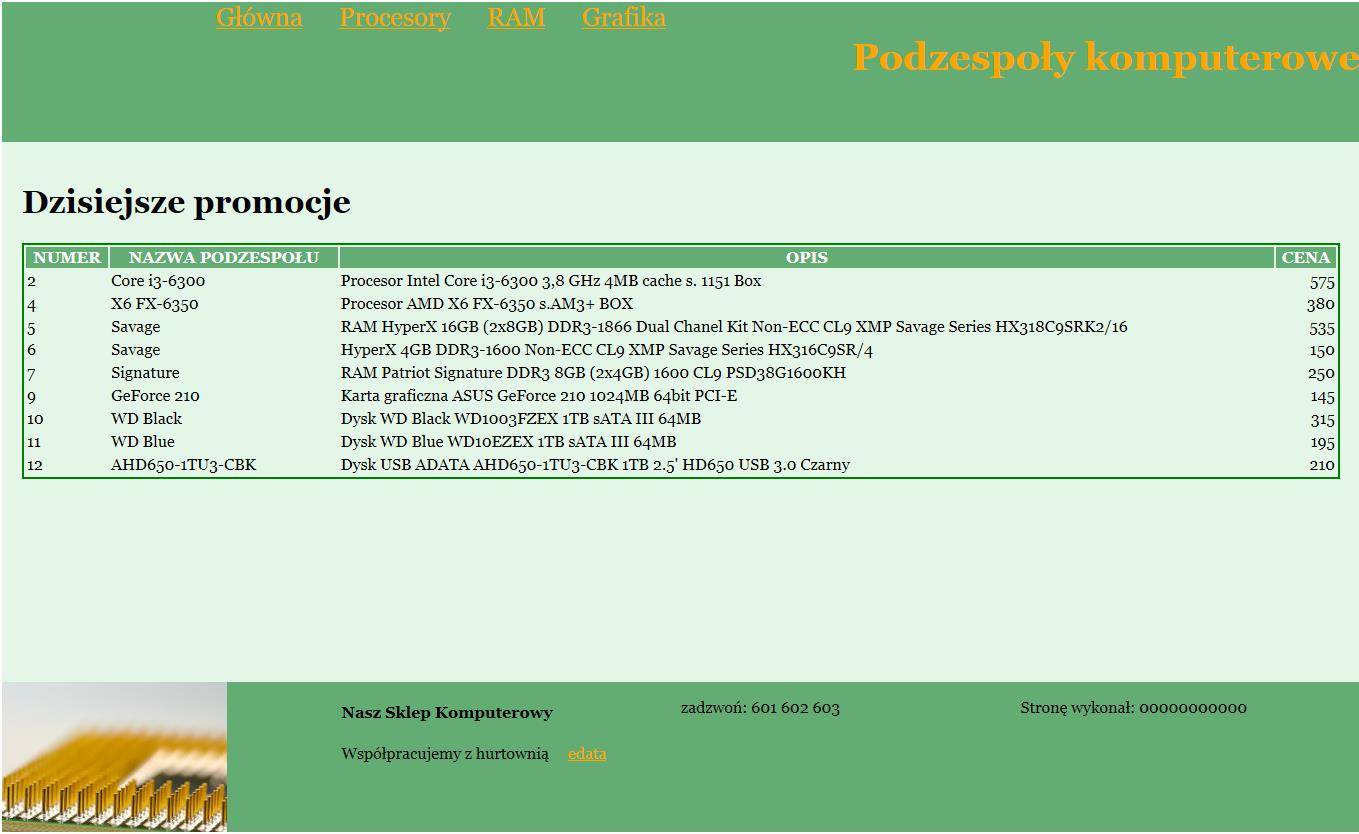 Główna Procesory RAM Grafika
Podzespoły komputerowe
Dzisiejsze promocje
NUMER NAZWA PODZESPOŁU OPIS CENA
2 Core i3-6300 Procesor Intel Core i3-6300 3,8 GHz 4MB cache s. 1151 Box 575
4 X6 FX-6350 Procesor AMD X6 FX-6350 s.AM3+ BOX 380
5 Savage RAM HyperX 16GB (2x8GB) DDR3-1866 Dual Chanel Kit Non-ECC CL9 XMP Savage Series HX318C9SRK2/16 535
6 Savage HyperX 4GB DDR3-1600 Non-ECC CL9 XMP Savage Series HX316C9SR/4 150
7 Signature RAM Patriot Signature DDR3 8GB (2x4GB) 1600 CL9 PSD38G1600KH 250
9 GeForce 210 Karta graficzna ASUS GeForce 210 1024MB 64bit PCI-E 145
10 WD Black Dysk WD Black WD1003FZEX 1TB sATA III 64MB 315
11 WD Blue Dysk WD Blue WD10EZEX 1TB sATA III 64MB 195
12 AHD650-1TU3-CBK Dysk USB ADATA AHD650-1TU3-CBK 1TB 2.5' HD650 USB 3.0 Czarny 210
Nasz Sklep Komputerowy zadzwoń: 601 602 603 Stronę wykonał: 00000000000
Współpracujemy z hurtownią edata